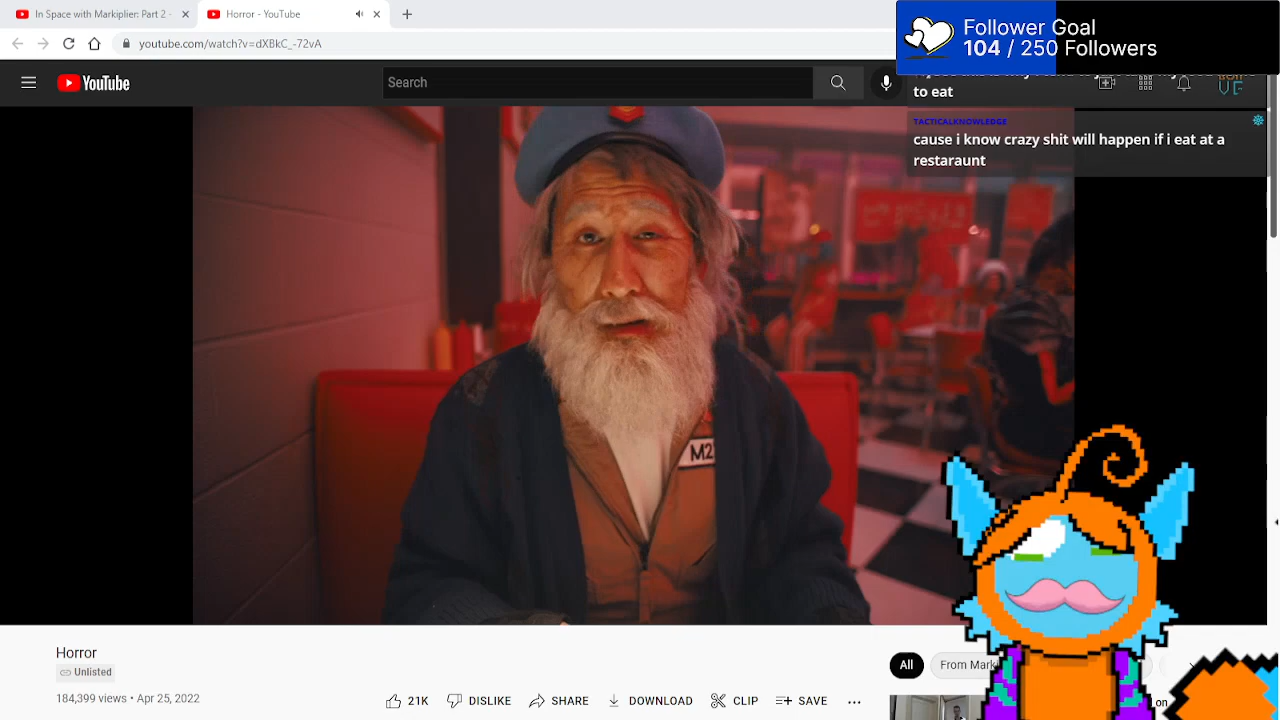 In Space with Markiplier: Part 2 -
Horror - YouTube
youtube.com/watch?v=dXBkC_-72vA
Follower Goal
104 / 250 Followers
YouTube
Search
to eat
TACTICALKNOWLEDGE
cause i know crazy shit will happen if i eat at a
restaraunt
M2
Horror
Unlisted
184,399 views • Apr 25, 2022
DISLIKE
SHARE
DOWNLOAD
CLIP
SAVE
All
From Mark
on